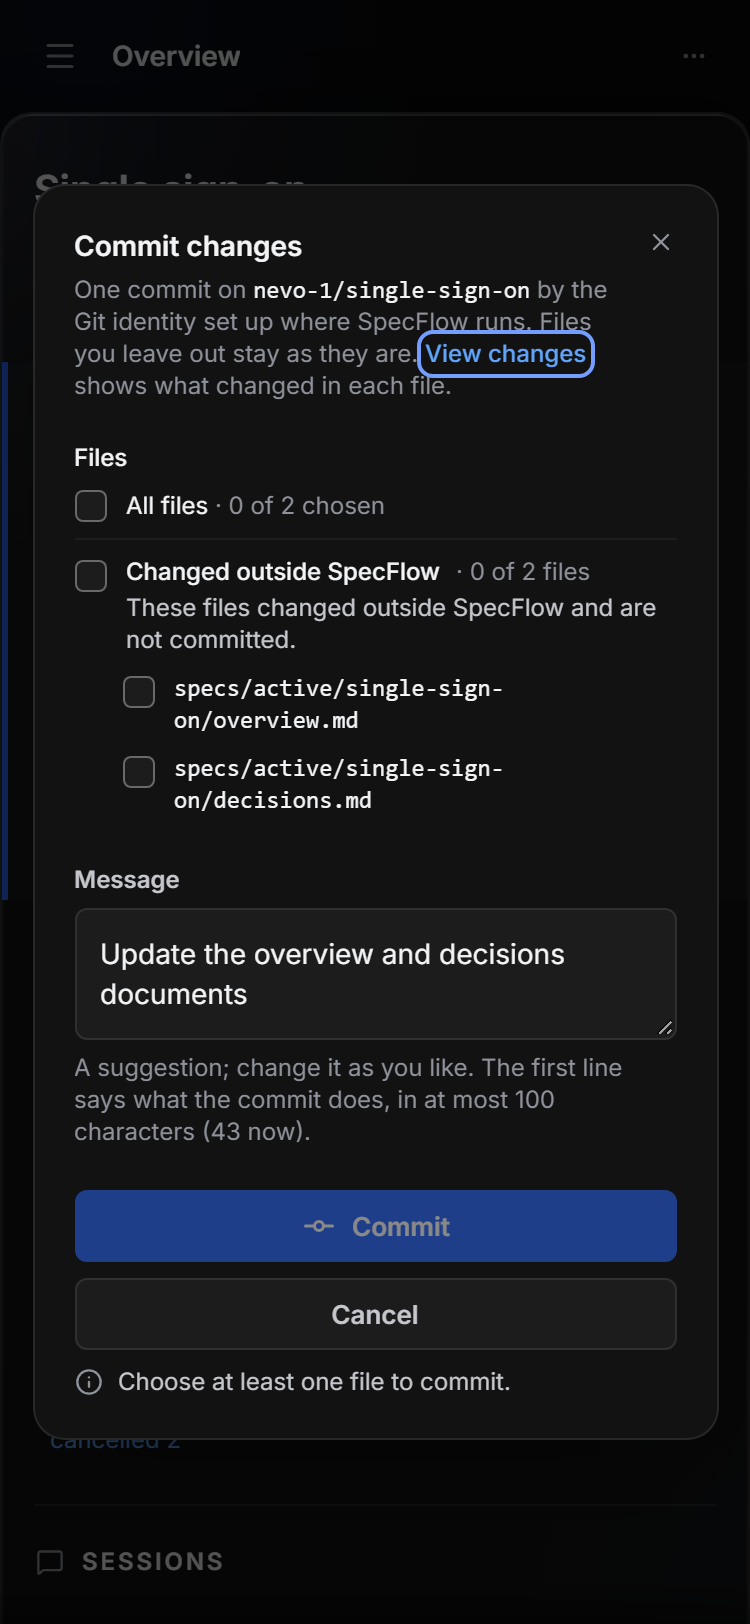 Overview
Single sign-on
Commit changes
One commit on nevo-1/single-sign-on by the
Git identity set up where SpecFlow runs. Files
you leave out stay as they are. View changes
shows what changed in each file.
Files
All files · 0 of 2 chosen
Changed outside SpecFlow · 0 of 2 files
These files changed outside SpecFlow and are
not committed.
specs/active/single-sign-
on/overview.md
specs/active/single-sign-
on/decisions.md
Message
Update the overview and decisions
documents
A suggestion; change it as you like. The first line
says what the commit does, in at most 100
characters (43 now).
Commit
Cancel
Choose at least one file to commit.
cancelled 2
SESSIONS